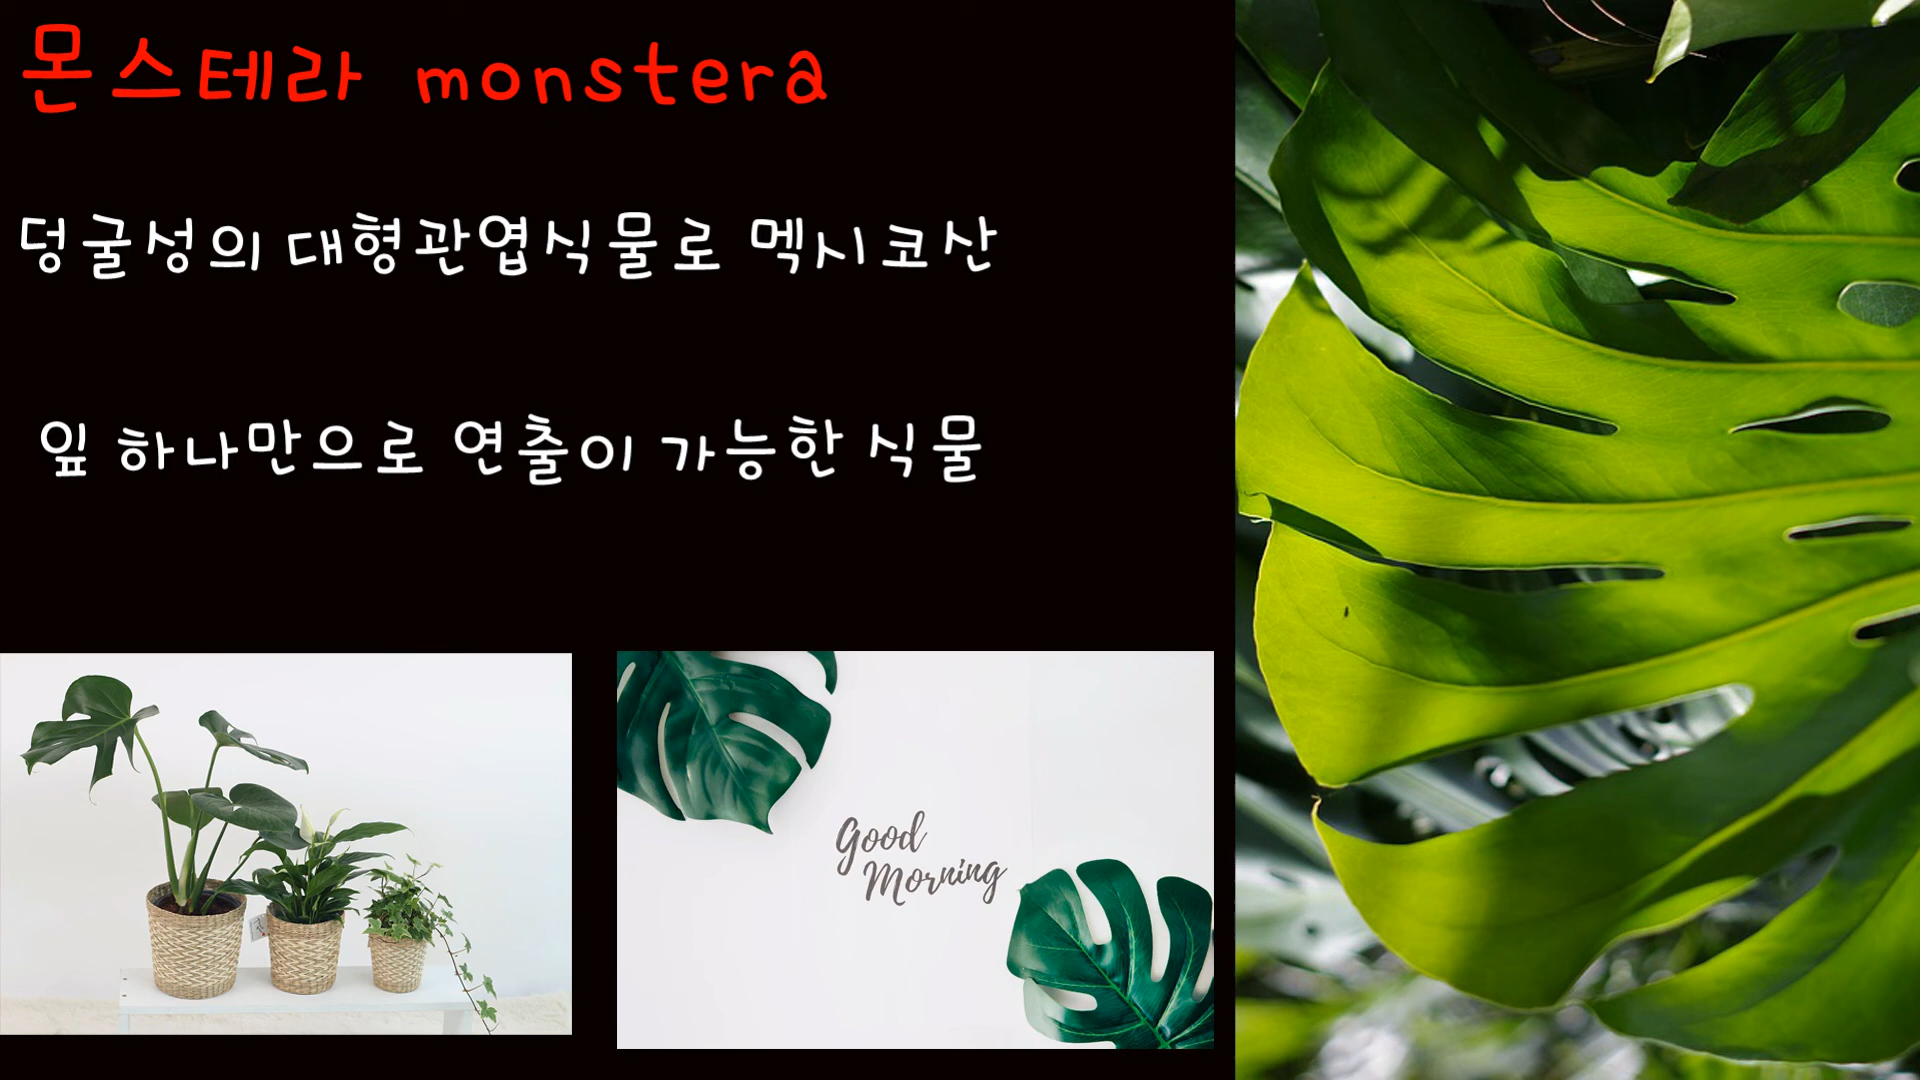 몬스테라 monstera
덩굴성의 대형관엽식물로 멕시코산
잎 하나만으로 연출이 가능한 식물
Good
Morning